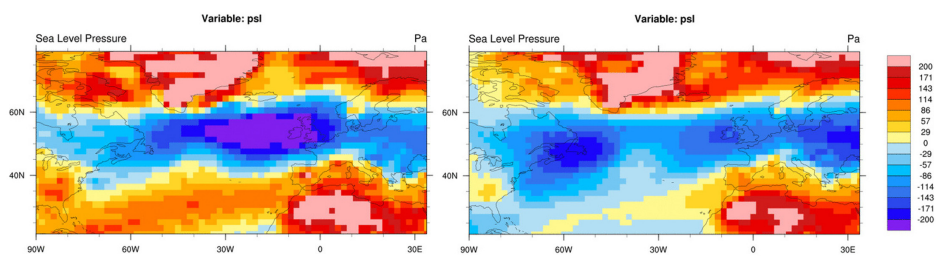 Variable: psl
Sea Level Pressure Pa
60N
40N
90W 60W 30W 0 30E
Variable: psl
Sea Level Pressure Pa
60N
40N
90W 60W 30W 0 30E
200
171
143
114
86
57
29
0
-29
-57
-86
-114
-143
-171
-200